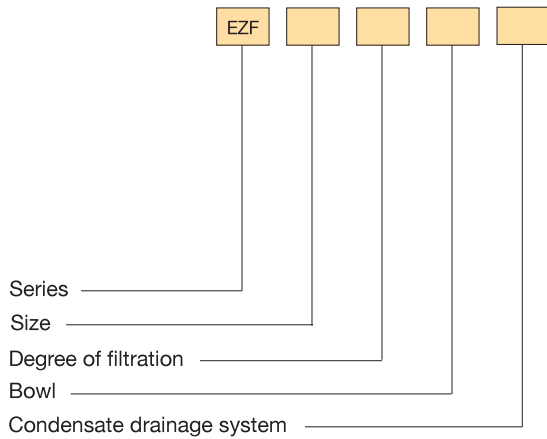 EZF
Series
Size
Degree of filtration
Bowl
Condensate drainage system